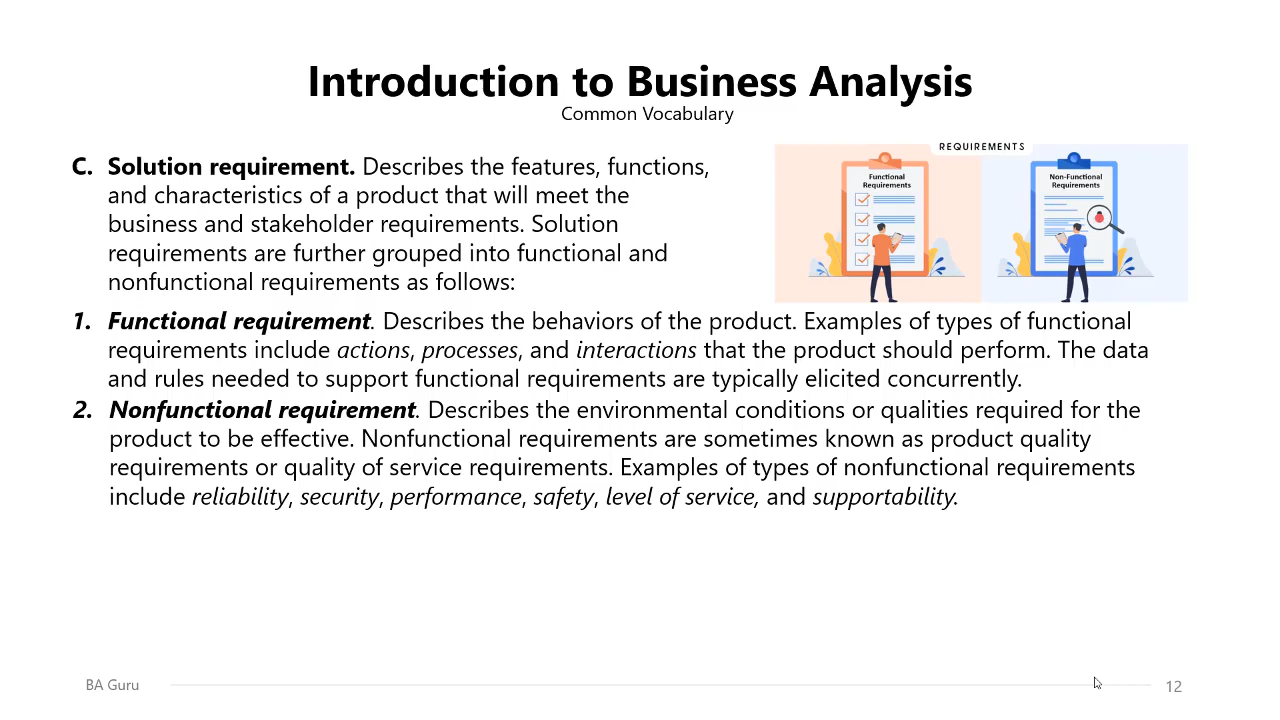 Introduction to Business Analysis
Common Vocabulary
C. Solution requirement. Describes the features, functions,
and characteristics of a product that will meet the
business and stakeholder requirements. Solution
requirements are further grouped into functional and
nonfunctional requirements as follows:
REQUIREMENTS
Functional
Requirements
Non-Functional
Requirements
1. Functional requirement. Describes the behaviors of the product. Examples of types of functional
requirements include actions, processes, and interactions that the product should perform. The data
and rules needed to support functional requirements are typically elicited concurrently.
2. Nonfunctional requirement. Describes the environmental conditions or qualities required for the
product to be effective. Nonfunctional requirements are sometimes known as product quality
requirements or quality of service requirements. Examples of types of nonfunctional requirements
include reliability, security, performance, safety, level of service, and supportability.
BA Guru
12